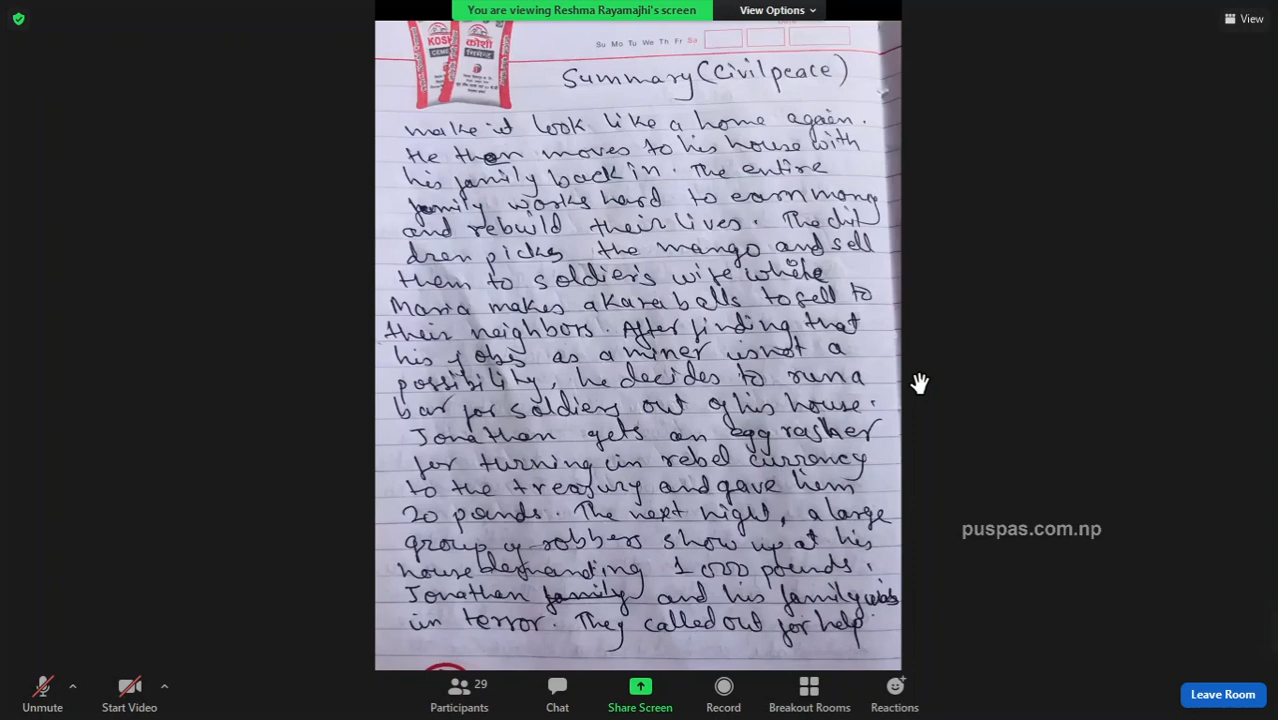 You are viewing Reshma Rayamajhi's screen
View Options
View
KOSHI
कोशी
सिमेन्ट
Su Mo Tu We Th Fr Sa
Summary (Civil peace)
make it look like a home again.
He then moves to his house with
his family back in. The entire
family works hard to earn money
and rebuild their lives. The chil
dren picks the mango and sell
them to soldier's wife while
Maria makes akara balls to sell to
their neighbors. After finding that
his jobs as a miner is not a
possibility, he decides to run a
bar for soldiers out of his house.
Jonathan gets an egg rasher
for turning in rebel currency
to the treasury and gave him
20 pounds. The next night, a large
group of robbers show up at his
house demanding 1000 pounds.
Jonathan family and his family was
in terror. They called out for help.
puspas.com.np
Unmute
Start Video
29
Participants
Chat
Share Screen
Record
Breakout Rooms
Reactions
Leave Room